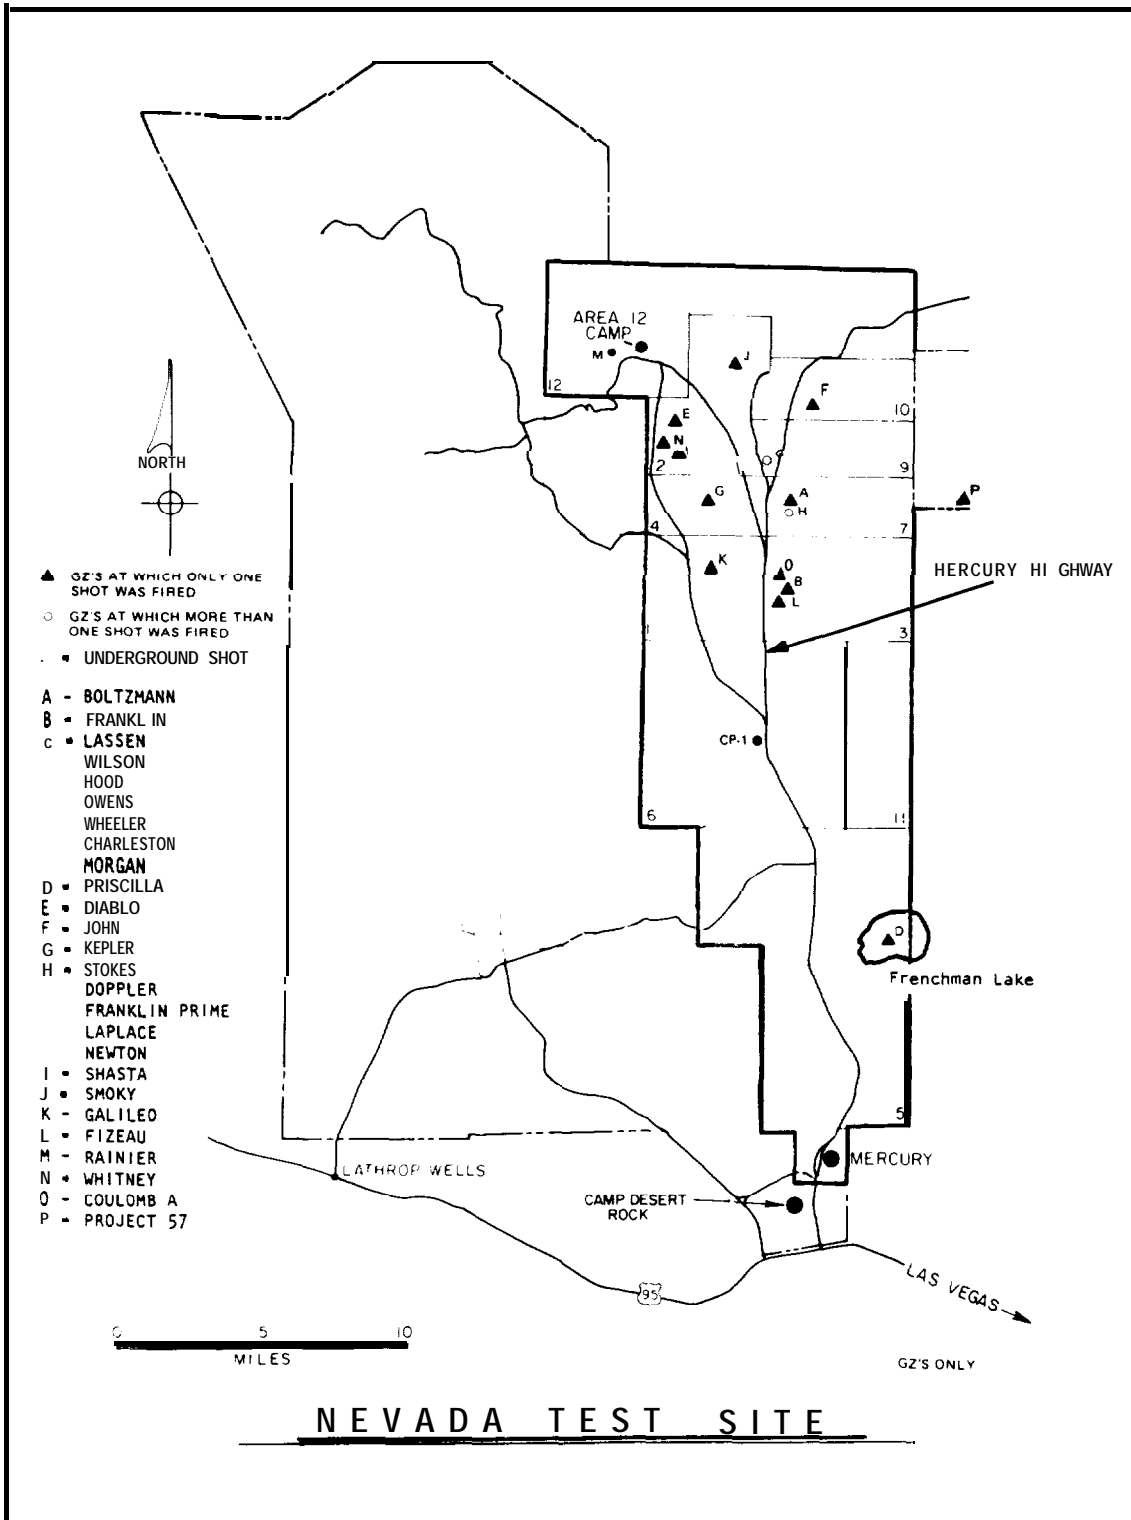 AREA 12
CAMP
M
J
12
F
E
10
NORTH
N
2
9
G
A
P
H
4
7
K
O
B
HERCURY HI GHWAY
L
GZ'S AT WHICH ONLY ONE
SHOT WAS FIRED
GZ'S AT WHICH MORE THAN
ONE SHOT WAS FIRED
1
3
. = UNDERGROUND SHOT
A - BOLTZMANN
B = FRANKL IN
C = LASSEN
WILSON
HOOD
OWENS
WHEELER
CHARLESTON
MORGAN
D = PRISCILLA
E = DIABLO
F = JOHN
G = KEPLER
H = STOKES
DOPPLER
FRANKLIN PRIME
LAPLACE
NEWTON
I = SHASTA
J = SMOKY
K - GALILEO
L = FIZEAU
M - RAINIER
N = WHITNEY
O - COULOMB A
P - PROJECT 57
CP-1
6
11
D
Frenchman Lake
5
MERCURY
LATHROP WELLS
CAMP DESERT
ROCK
95
LAS VEGAS
0 5 10
MILES
GZ'S ONLY
NEVADA TEST SITE